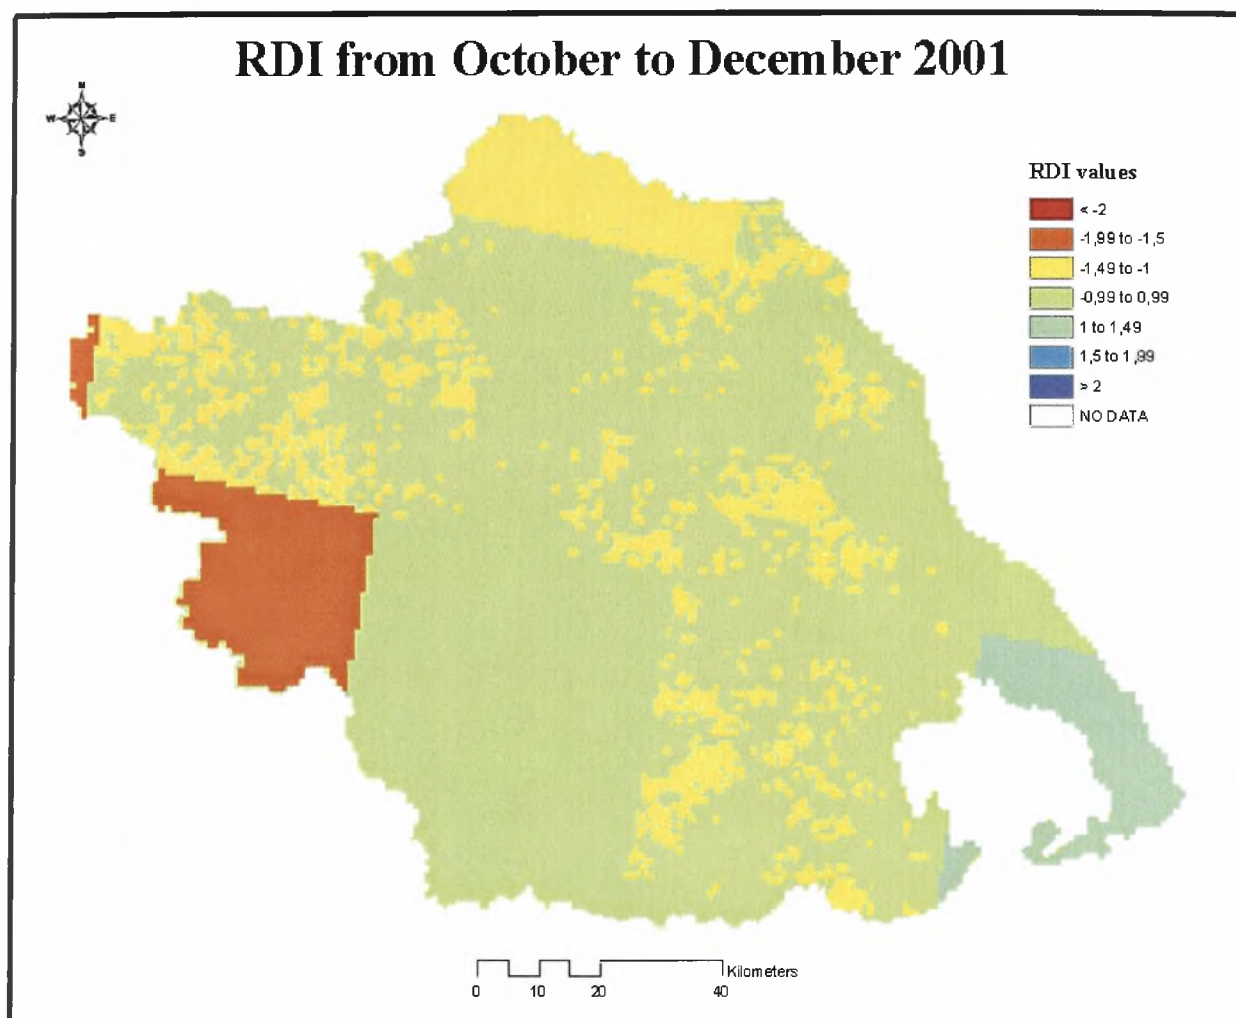 RDI from October to December 2001
N
W E
S
RDI values
< -2
-1,99 to -1,5
-1,49 to -1
-0,99 to 0,99
1 to 1,49
1,5 to 1,99
> 2
NO DATA
Kilometers
0 10 20 40